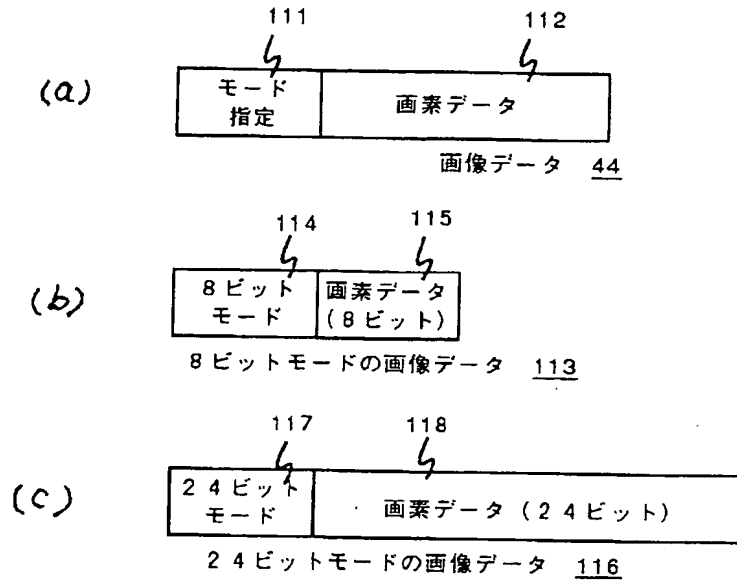 111 112
(a)
モード
指定
画素データ
画像データ 44
114 115
(b)
8ビット
モード
画素データ
(8ビット)
8ビットモードの画像データ 113
117 118
(c)
24ビット
モード
画素データ(24ビット)
24ビットモードの画像データ 116